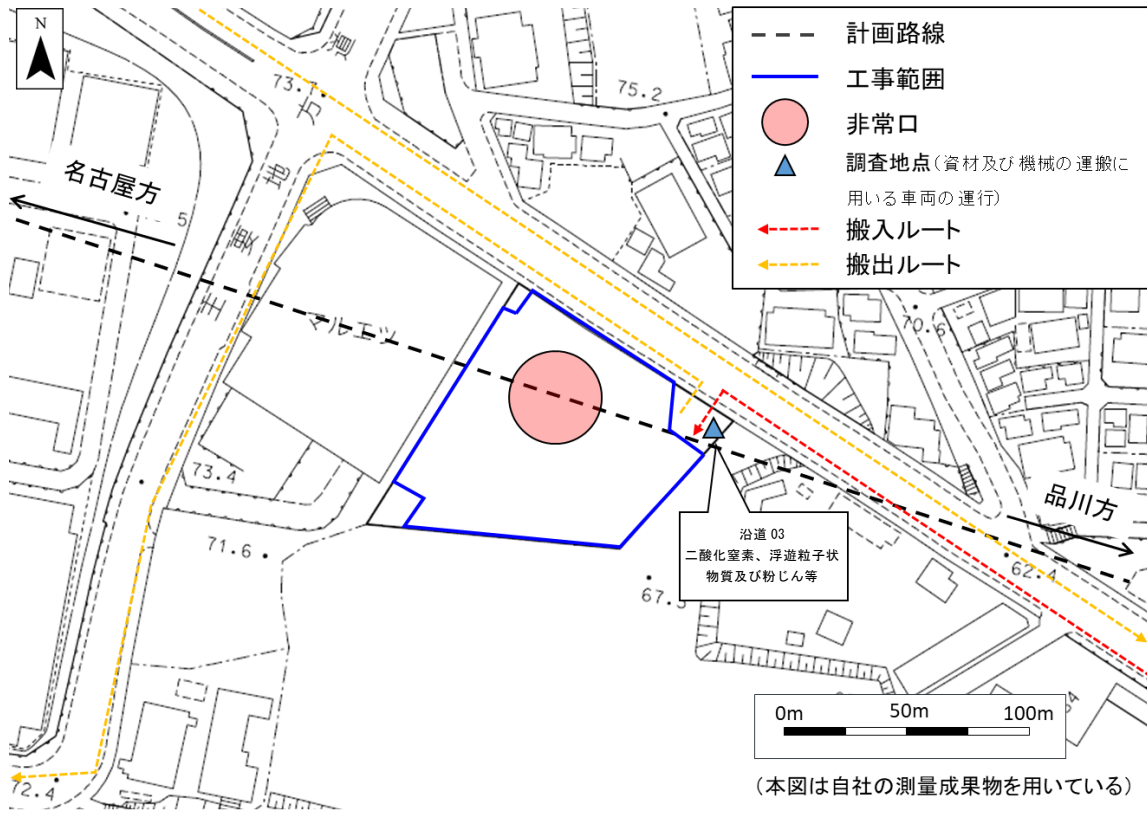 N
計画路線
工事範囲
非常口
調査地点(資材及び機械の運搬に
用いる車両の運行)
搬入ルート
搬出ルート
73.7
道
方
地
要
主
75.2
名古屋方
5
マルエツ
70.6
73.4
71.6
品川方
62.4
沿道 03
二酸化窒素、浮遊粒子状
物質及び粉じん等
67.5
0m 50m 100m
72.4
(本図は自社の測量成果物を用いている)